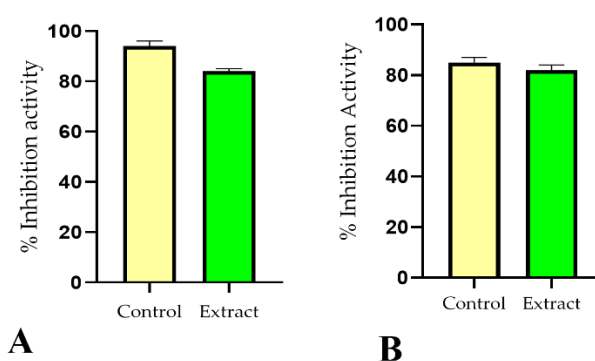 % Inhibition activity
100
80
60
40
20
0
Control Extract
A
% Inhibition Activity
100
80
60
40
20
0
Control Extract
B